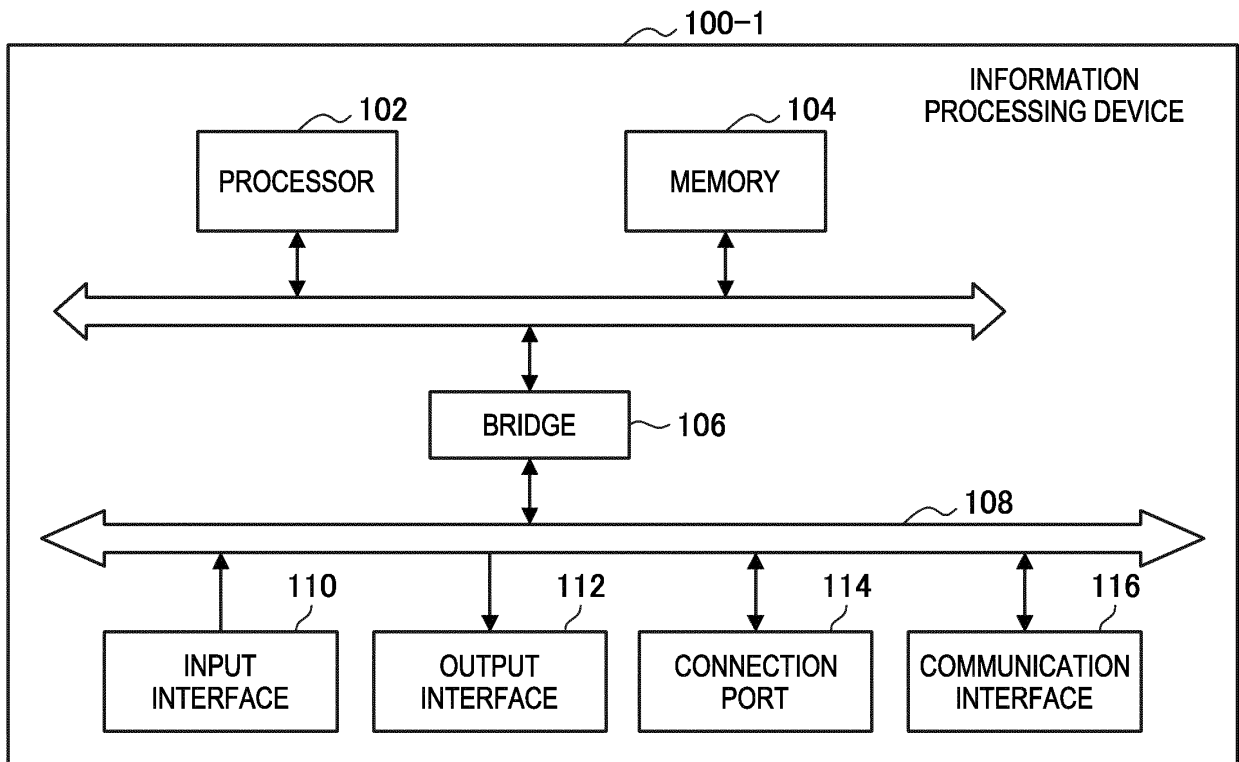 100-1
INFORMATION
PROCESSING DEVICE
102
104
PROCESSOR
MEMORY
BRIDGE
106
108
110
112
114
116
INPUT
INTERFACE
OUTPUT
INTERFACE
CONNECTION
PORT
COMMUNICATION
INTERFACE